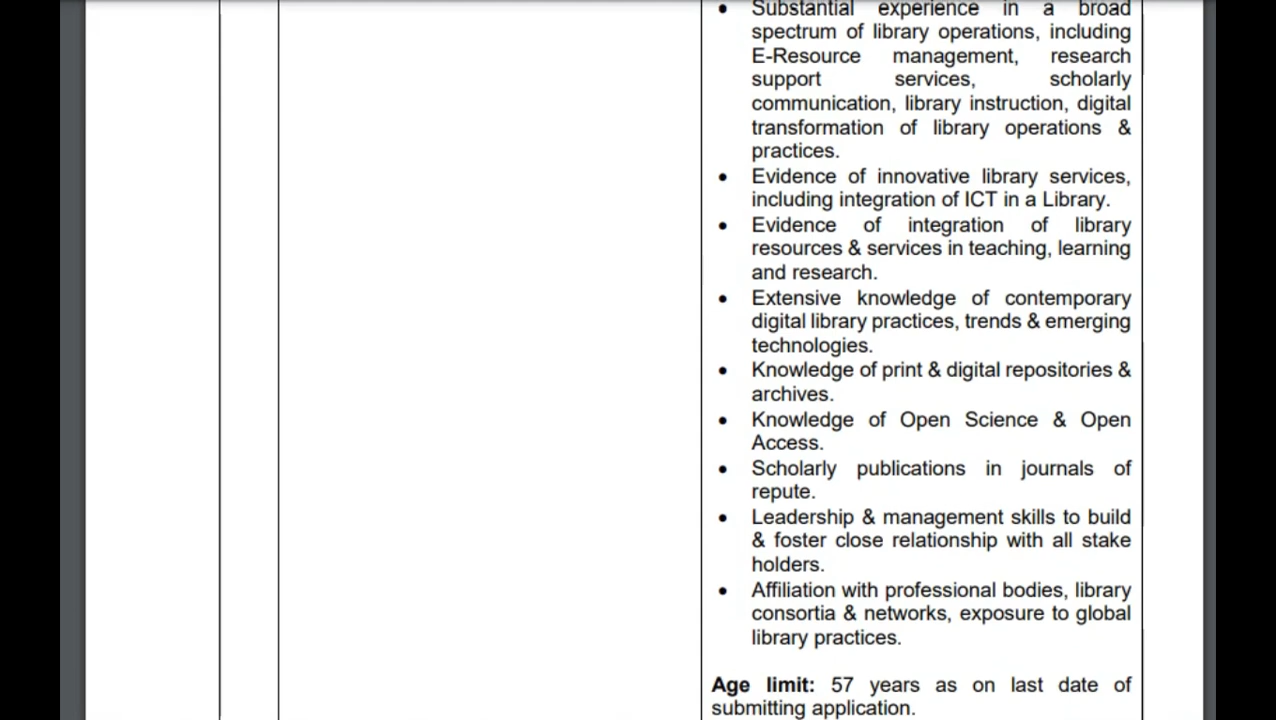 • Substantial experience in a broad
spectrum of library operations, including
E-Resource management, research
support services, scholarly
communication, library instruction, digital
transformation of library operations &
practices.
• Evidence of innovative library services,
including integration of ICT in a Library.
• Evidence of integration of library
resources & services in teaching, learning
and research.
• Extensive knowledge of contemporary
digital library practices, trends & emerging
technologies.
• Knowledge of print & digital repositories &
archives.
• Knowledge of Open Science & Open
Access.
• Scholarly publications in journals of
repute.
• Leadership & management skills to build
& foster close relationship with all stake
holders.
• Affiliation with professional bodies, library
consortia & networks, exposure to global
library practices.
Age limit: 57 years as on last date of
submitting application.